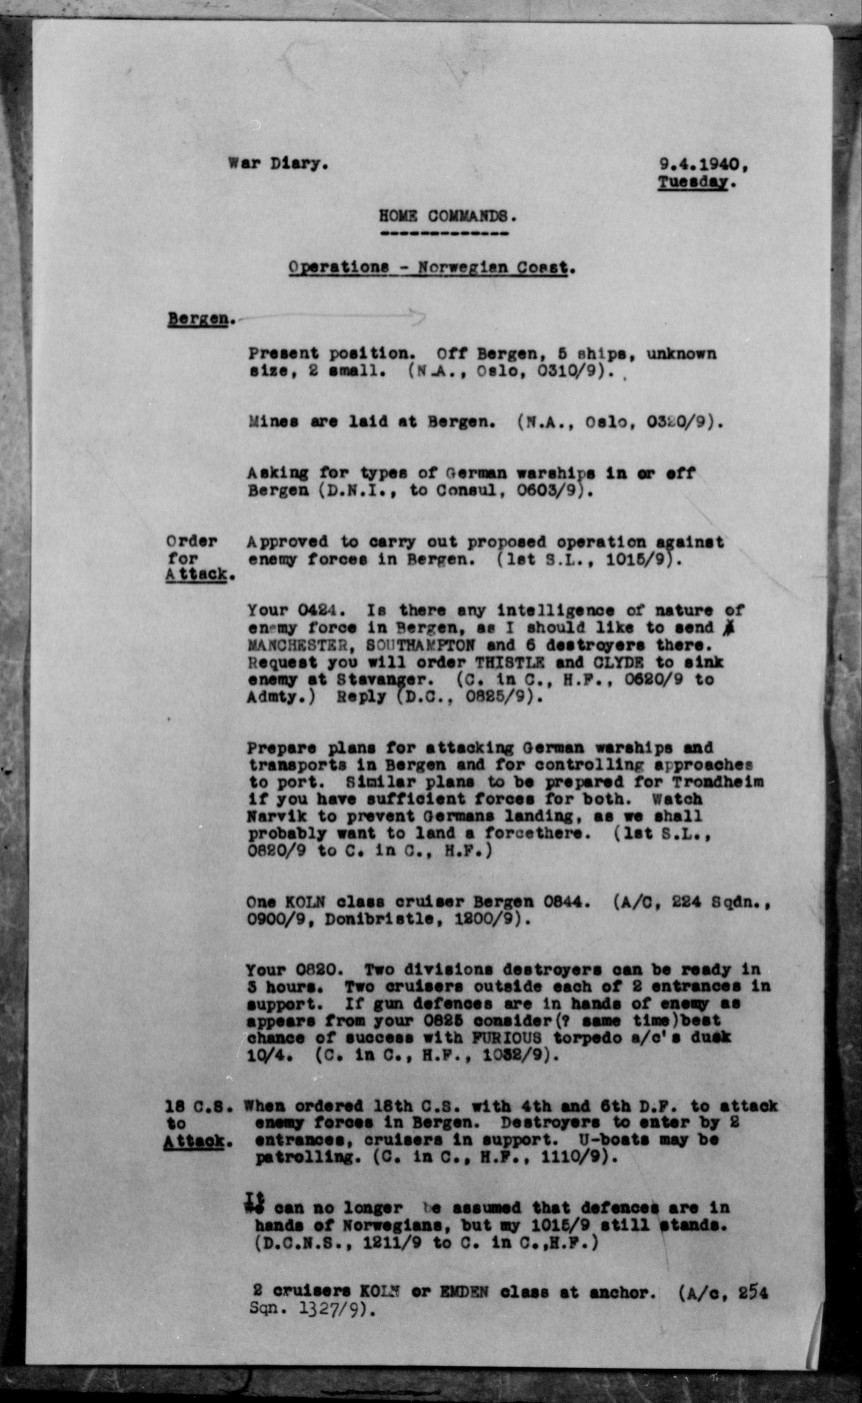 War Diary. 9.4.1940,
Tuesday.
HOME COMMANDS.
-------------
Operations - Norwegian Coast.
Bergen.
Present position. Off Bergen, 5 ships, unknown
size, 2 small. (N.A., Oslo, 0310/9).
Mines are laid at Bergen. (N.A., Oslo, 0320/9).
Asking for types of German warships in or off
Bergen (D.N.I., to Consul, 0603/9).
Order Approved to carry out proposed operation against
for enemy forces in Bergen. (1st S.L., 1015/9).
Attack.
Your 0424. Is there any intelligence of nature of
enemy force in Bergen, as I should like to send
MANCHESTER, SOUTHAMPTON and 6 destroyers there.
Request you will order THISTLE and CLYDE to sink
enemy at Stavanger. (C. in C., H.F., 0620/9 to
Admty.) Reply (D.C., 0825/9).
Prepare plans for attacking German warships and
transports in Bergen and for controlling approaches
to port. Similar plans to be prepared for Trondheim
if you have sufficient forces for both. Watch
Narvik to prevent Germans landing, as we shall
probably want to land a forcethere. (1st S.L.,
0820/9 to C. in C., H.F.)
One KOLN class cruiser Bergen 0844. (A/C, 224 Sqdn.,
0900/9, Donibristle, 1200/9).
Your 0820. Two divisions destroyers can be ready in
3 hours. Two cruisers outside each of 2 entrances in
support. If gun defences are in hands of enemy as
appears from your 0825 consider(? same time)best
chance of success with FURIOUS torpedo a/c's dusk
10/4. (C. in C., H.F., 1032/9).
18 C.S. When ordered 18th C.S. with 4th and 6th D.F. to attack
to enemy forces in Bergen. Destroyers to enter by 2
Attack. entrances, cruisers in support. U-boats may be
patrolling. (C. in C., H.F., 1110/9).
It can no longer be assumed that defences are in
hands of Norwegians, but my 1015/9 still stands.
(D.C.N.S., 1211/9 to C. in C.,H.F.)
2 cruisers KOLN or EMDEN class at anchor. (A/c, 254
Sqn. 1327/9).